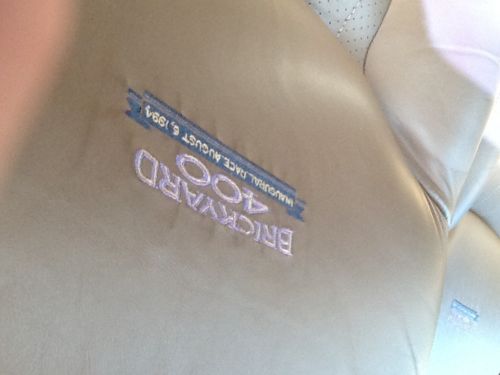 BRICKYARD
400
INAUGURAL RACE, AUGUST 6, 1994